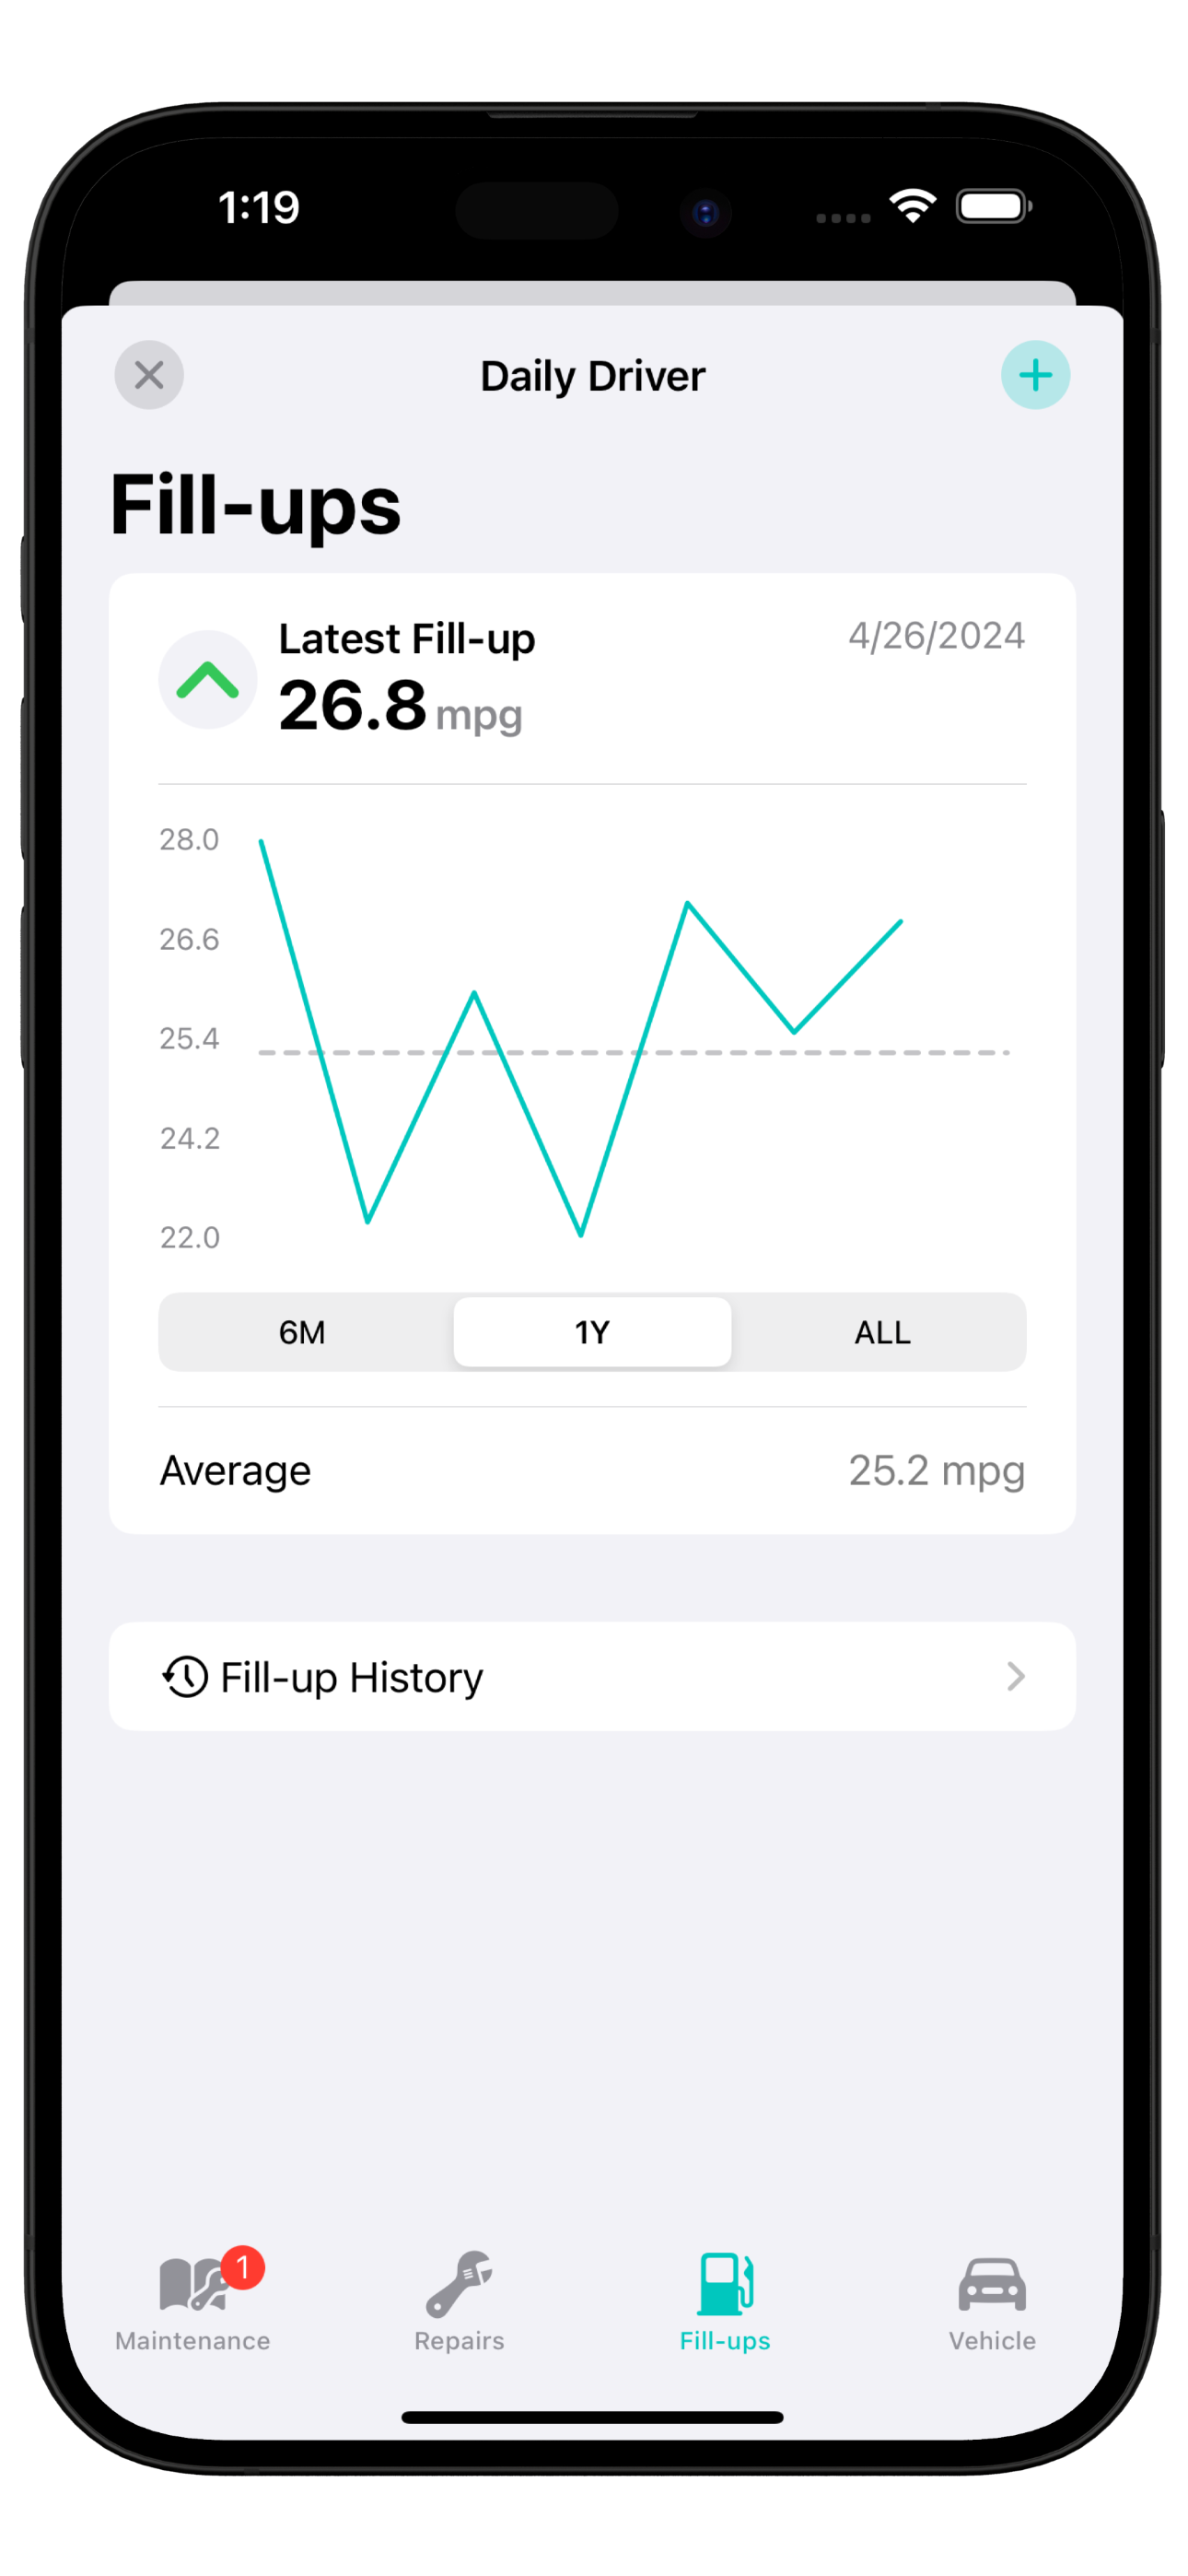 1:19
Daily Driver
Fill-ups
Latest Fill-up
4/26/2024
26.8 mpg
28.0
26.6
25.4
24.2
22.0
6M 1Y ALL
Average 25.2 mpg
Fill-up History
1
Maintenance Repairs Fill-ups Vehicle